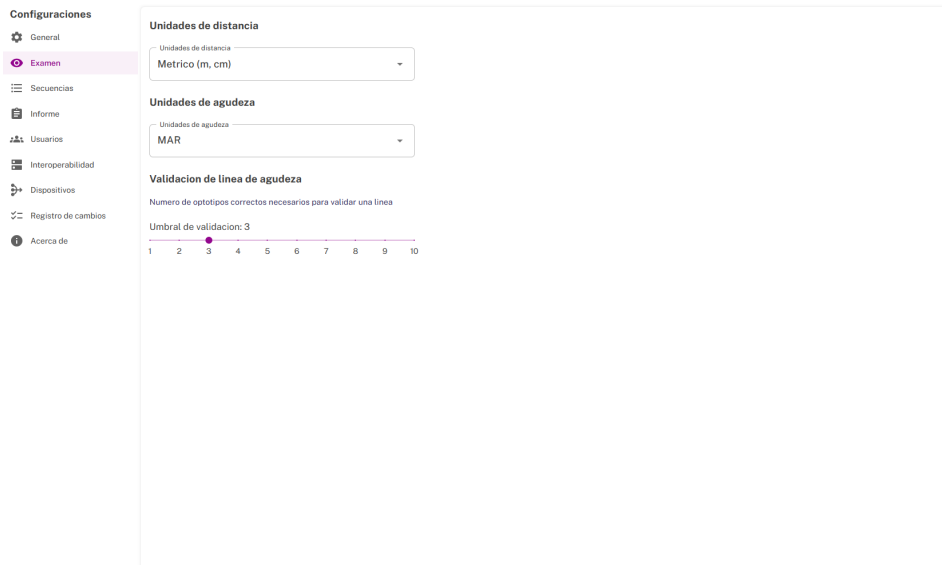 Configuraciones
General
Examen
Secuencias
Informe
Usuarios
Interoperabilidad
Dispositivos
Registro de cambios
Acerca de
Unidades de distancia
Unidades de distancia
Metrico (m, cm)
Unidades de agudeza
Unidades de agudeza
MAR
Validacion de linea de agudeza
Numero de optotipos correctos necesarios para validar una linea
Umbral de validacion: 3
1 2 3 4 5 6 7 8 9 10